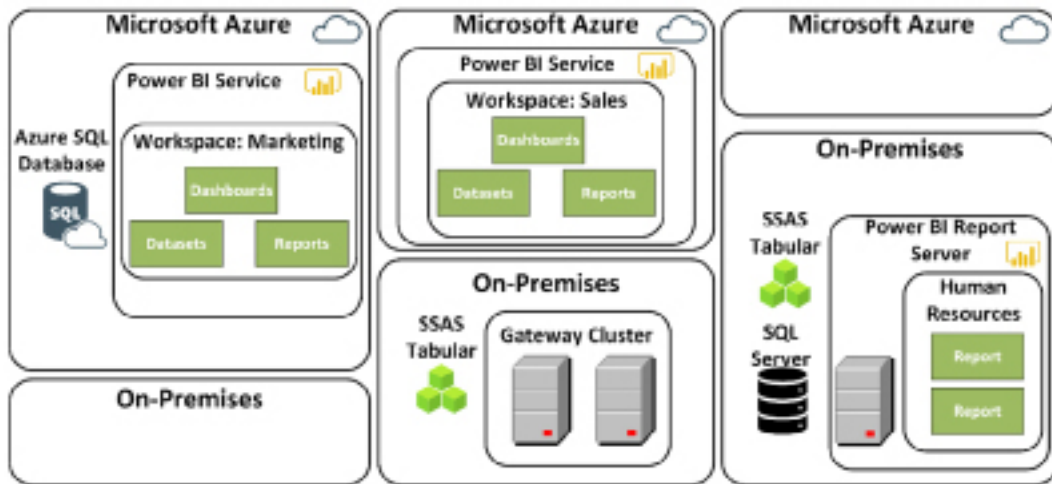 Microsoft Azure
Power BI Service
Azure SQL
Database
SQL
Workspace: Marketing
Dashboards
Datasets
Reports
On-Premises
Microsoft Azure
Power BI Service
Workspace: Sales
Dashboards
Datasets
Reports
On-Premises
SSAS
Tabular
Gateway Cluster
Microsoft Azure
On-Premises
SSAS
Tabular
SQL
Server
Power BI Report
Server
Human
Resources
Report
Report